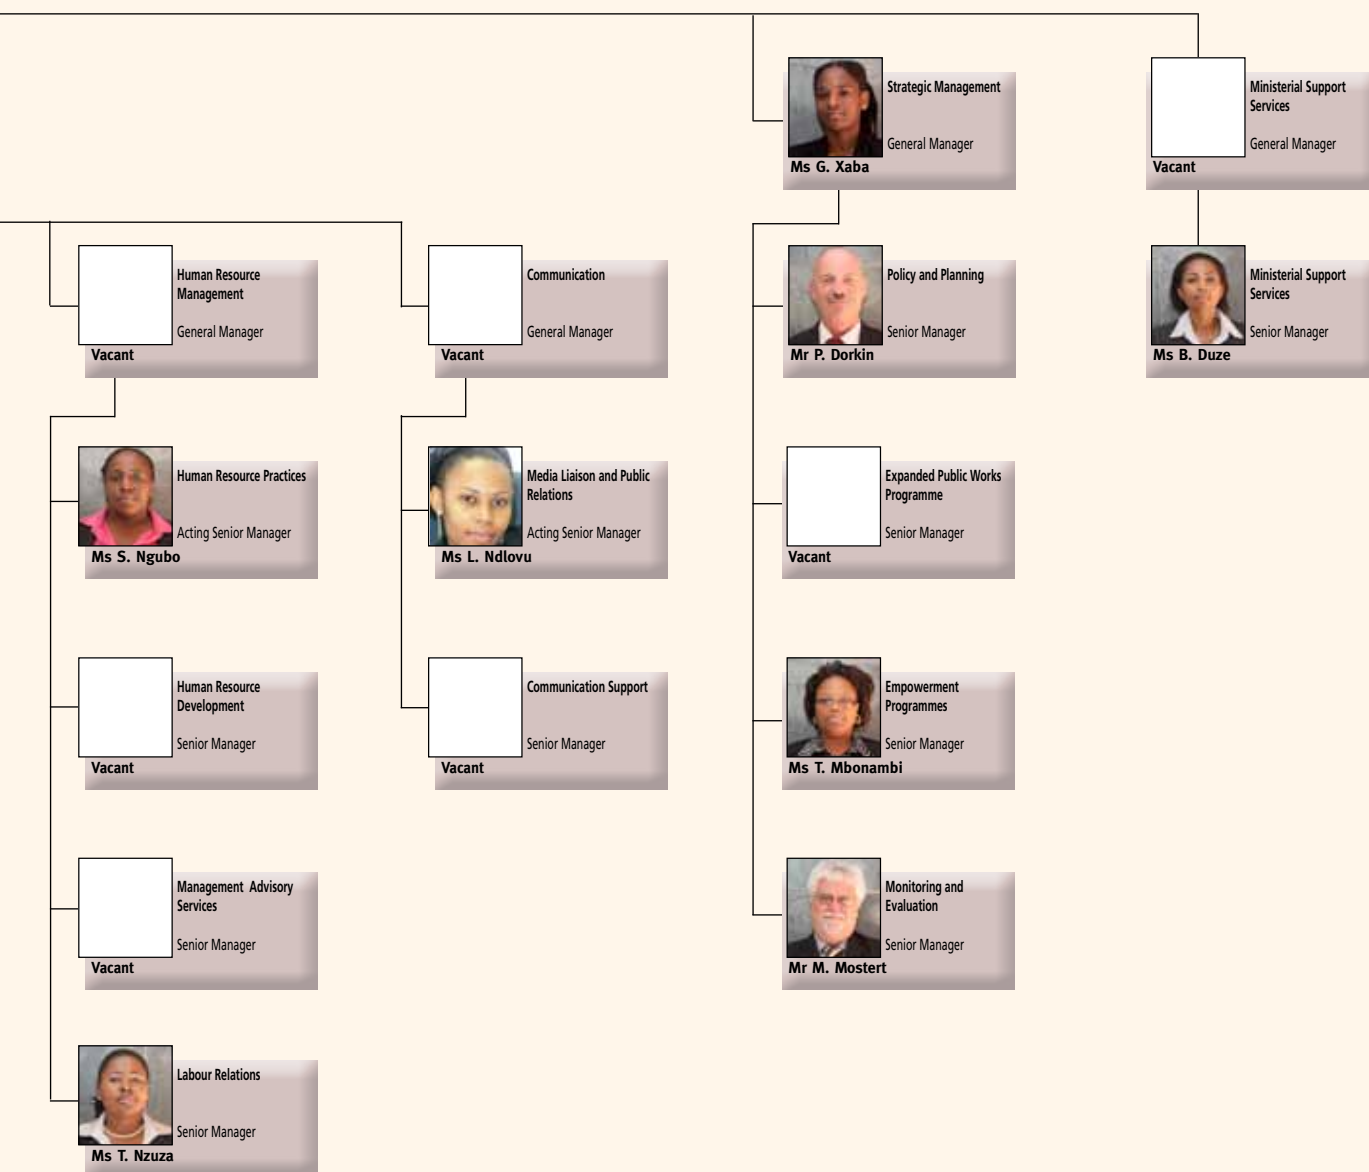 Strategic Management
General Manager
Ms G. Xaba
Ministerial Support
Services
General Manager
Vacant
Human Resource
Management
General Manager
Vacant
Communication
General Manager
Vacant
Policy and Planning
Senior Manager
Mr P. Dorkin
Ministerial Support
Services
Senior Manager
Ms B. Duze
Human Resource Practices
Acting Senior Manager
Ms S. Ngubo
Media Liaison and Public
Relations
Acting Senior Manager
Ms L. Ndlovu
Expanded Public Works
Programme
Senior Manager
Vacant
Human Resource
Development
Senior Manager
Vacant
Communication Support
Senior Manager
Vacant
Empowerment
Programmes
Senior Manager
Ms T. Mbonambi
Management  Advisory
Services
Senior Manager
Vacant
Monitoring and
Evaluation
Senior Manager
Mr M. Mostert
Labour Relations
Senior Manager
Ms T. Nzuza